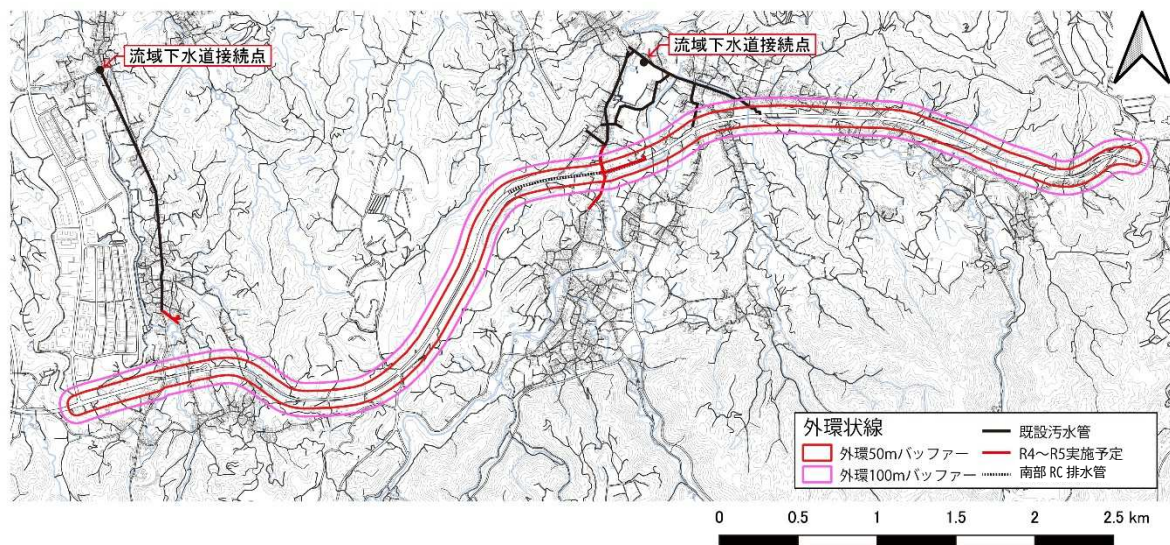 流域下水道接続点
流域下水道接続点
外環状線
外環50mバッファー
外環100mバッファー
既設汚水管
R4～R5実施予定
南部 RC 排水管
0 0.5 1 1.5 2 2.5 km